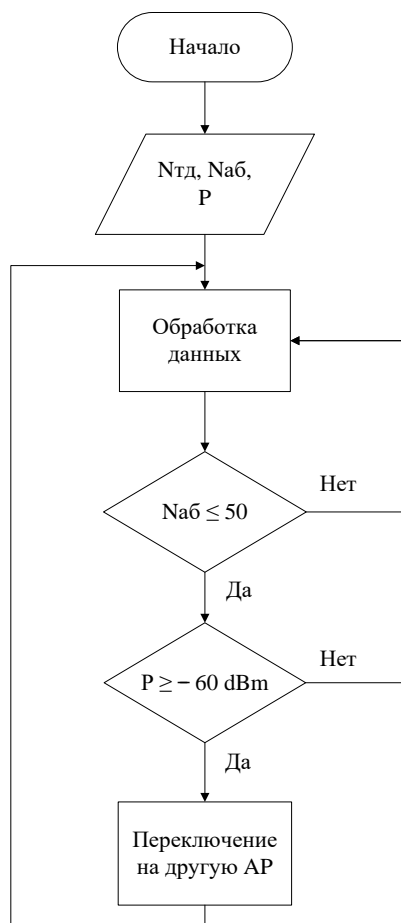 Начало
Nтд, Nаб,
P
Обработка
данных
Nаб ≤ 50
Нет
Да
P ≥ − 60 dBm
Нет
Да
Переключение
на другую AP